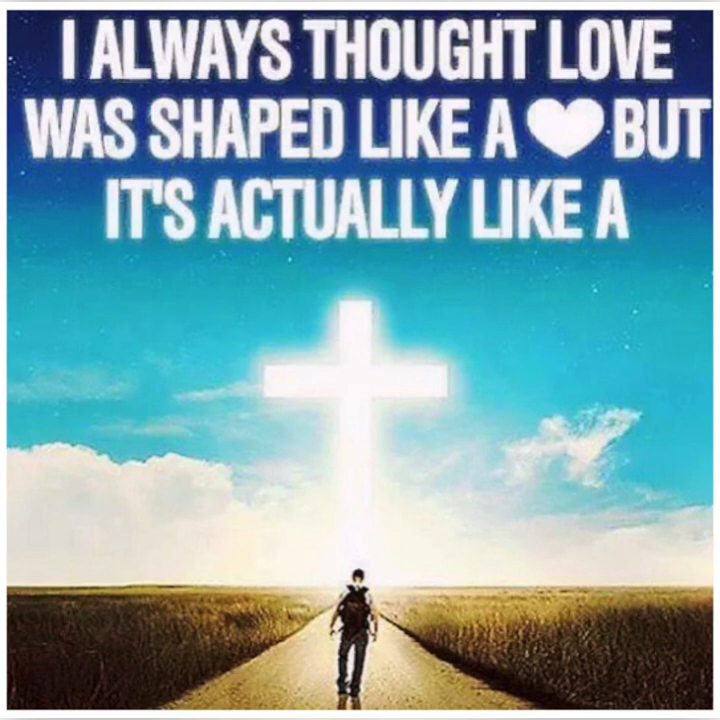 I ALWAYS THOUGHT LOVE
WAS SHAPED LIKE A ♥ BUT
IT'S ACTUALLY LIKE A